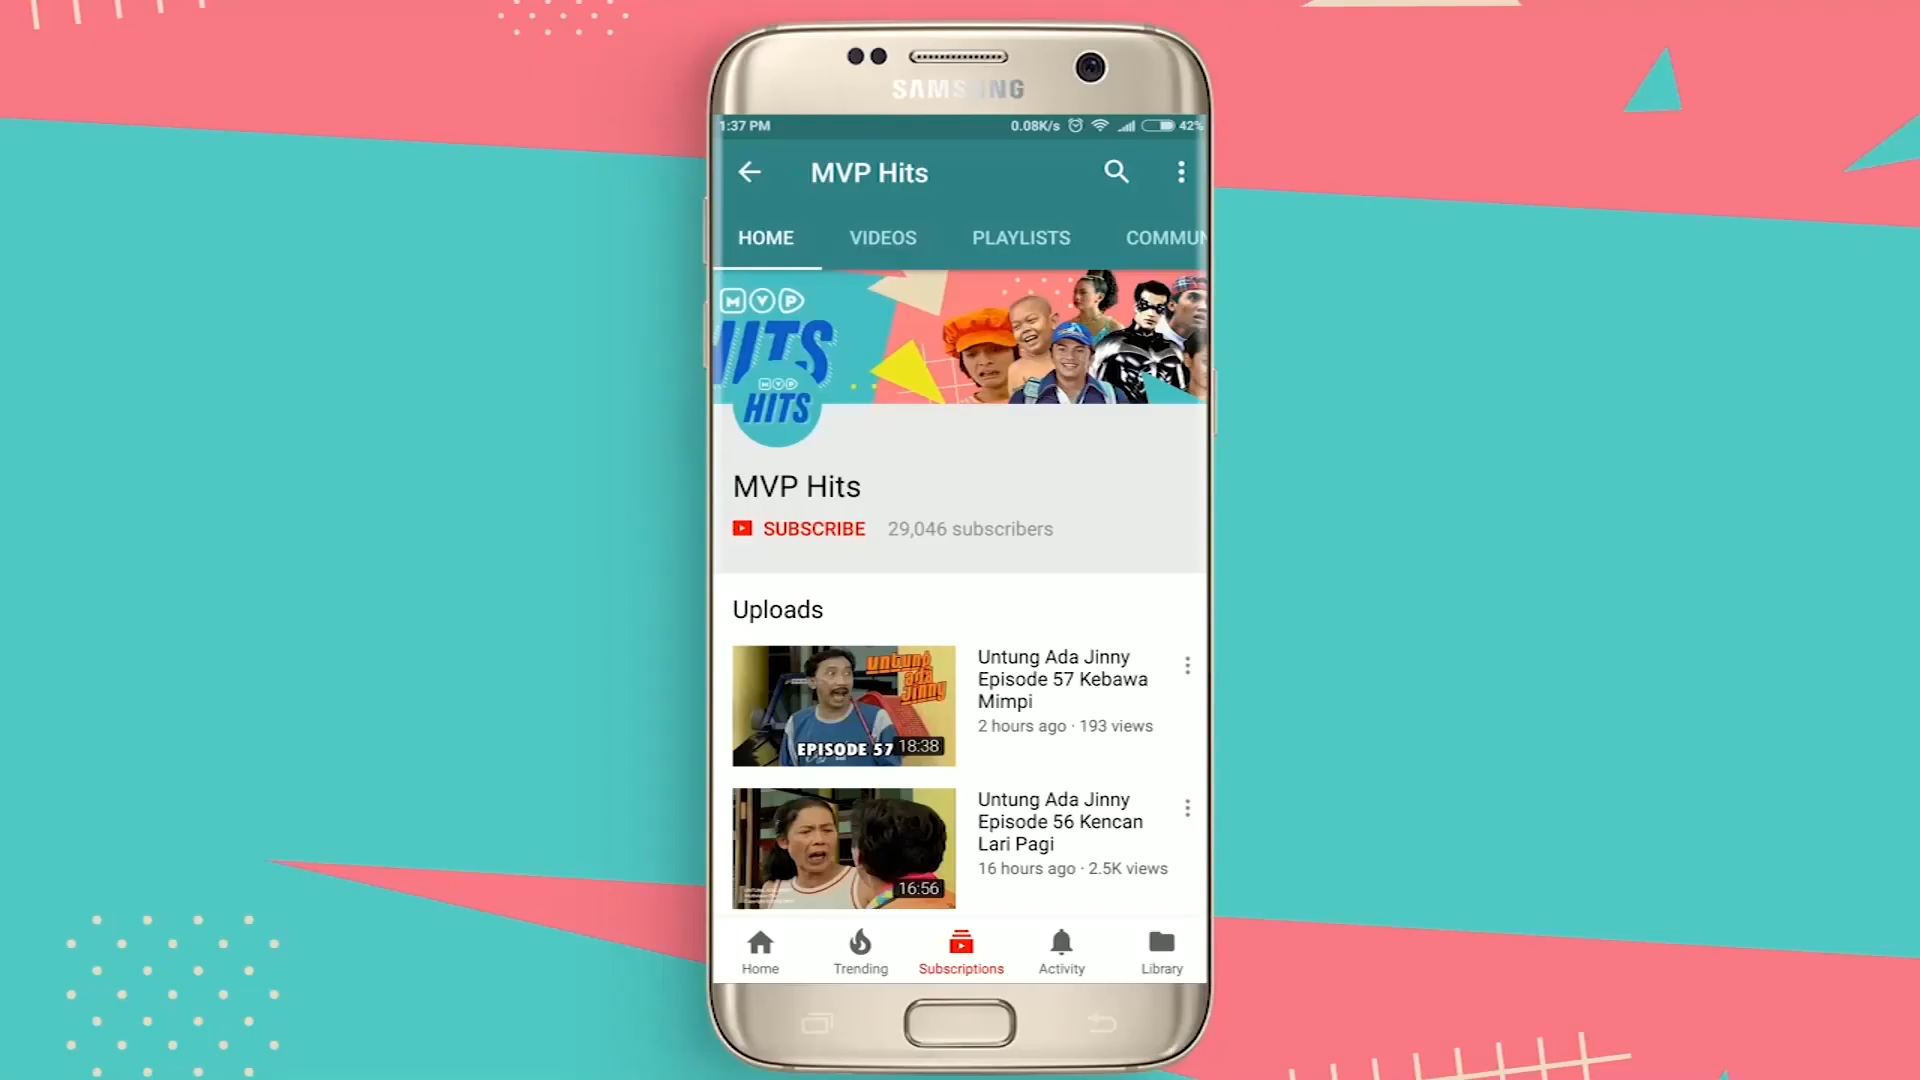 SAMSUNG
1:37 PM
0.08K/s
42%
MVP Hits
HOME
VIDEOS
PLAYLISTS
COMMUN
MVP
HITS
MVP
HITS
MVP Hits
SUBSCRIBE
29,046 subscribers
Uploads
untung
ada
jinny
EPISODE 57
18:38
Untung Ada Jinny
Episode 57 Kebawa
Mimpi
2 hours ago · 193 views
16:56
Untung Ada Jinny
Episode 56 Kencan
Lari Pagi
16 hours ago · 2.5K views
Home
Trending
Subscriptions
Activity
Library